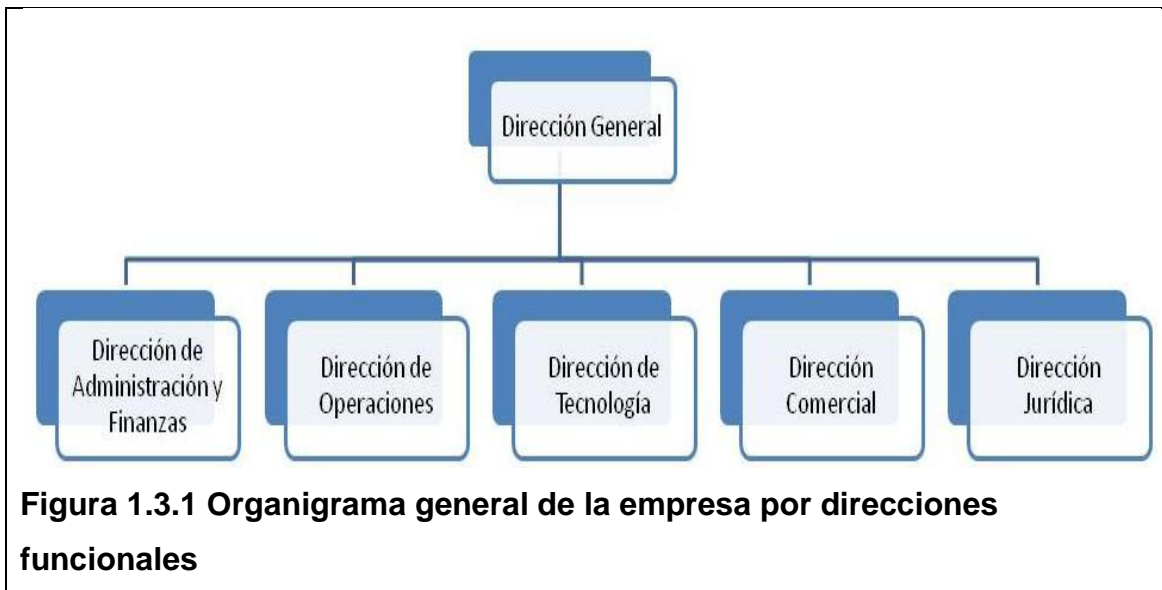 Dirección General
Dirección de
Administración y
Finanzas
Dirección de
Operaciones
Dirección de
Tecnología
Dirección
Comercial
Dirección
Jurídica
Figura 1.3.1 Organigrama general de la empresa por direcciones
funcionales